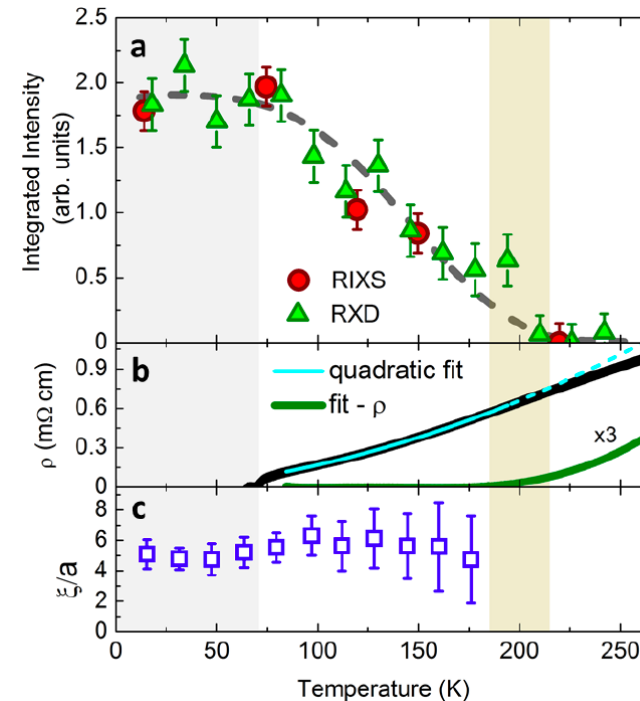 a
2.5
2.0
1.5
1.0
0.5
0
Integrated Intensity
(arb. units)
RIXS
RXD
b
0.9
0.6
0.3
0
ρ (mΩ cm)
quadratic fit
fit - ρ
x3
c
8
6
4
2
0
ξ/a
0 50 100 150 200 250
Temperature (K)